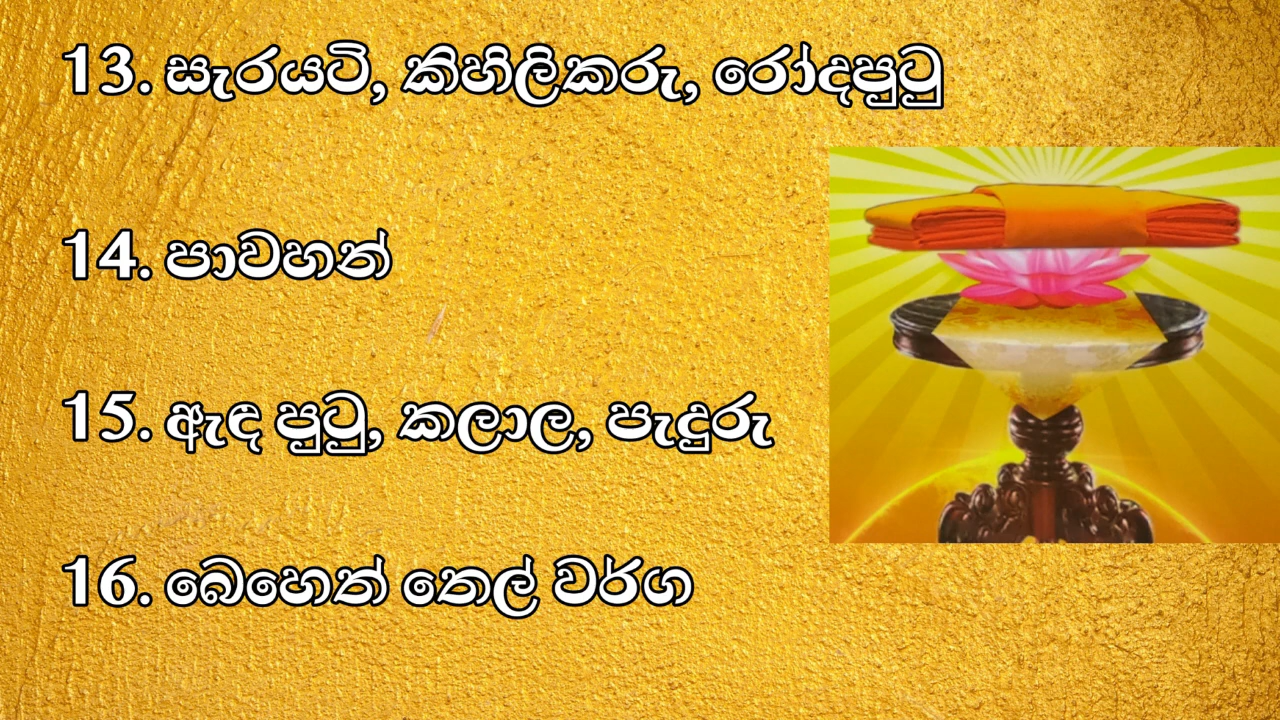 13. සැරයටි, කිහිලිකරු, රෝදපුටු
14. පාවහන්
15. ඇඳ පුටු, කලාල, පැදුරු
16. බෙහෙත් තෙල් වර්ග